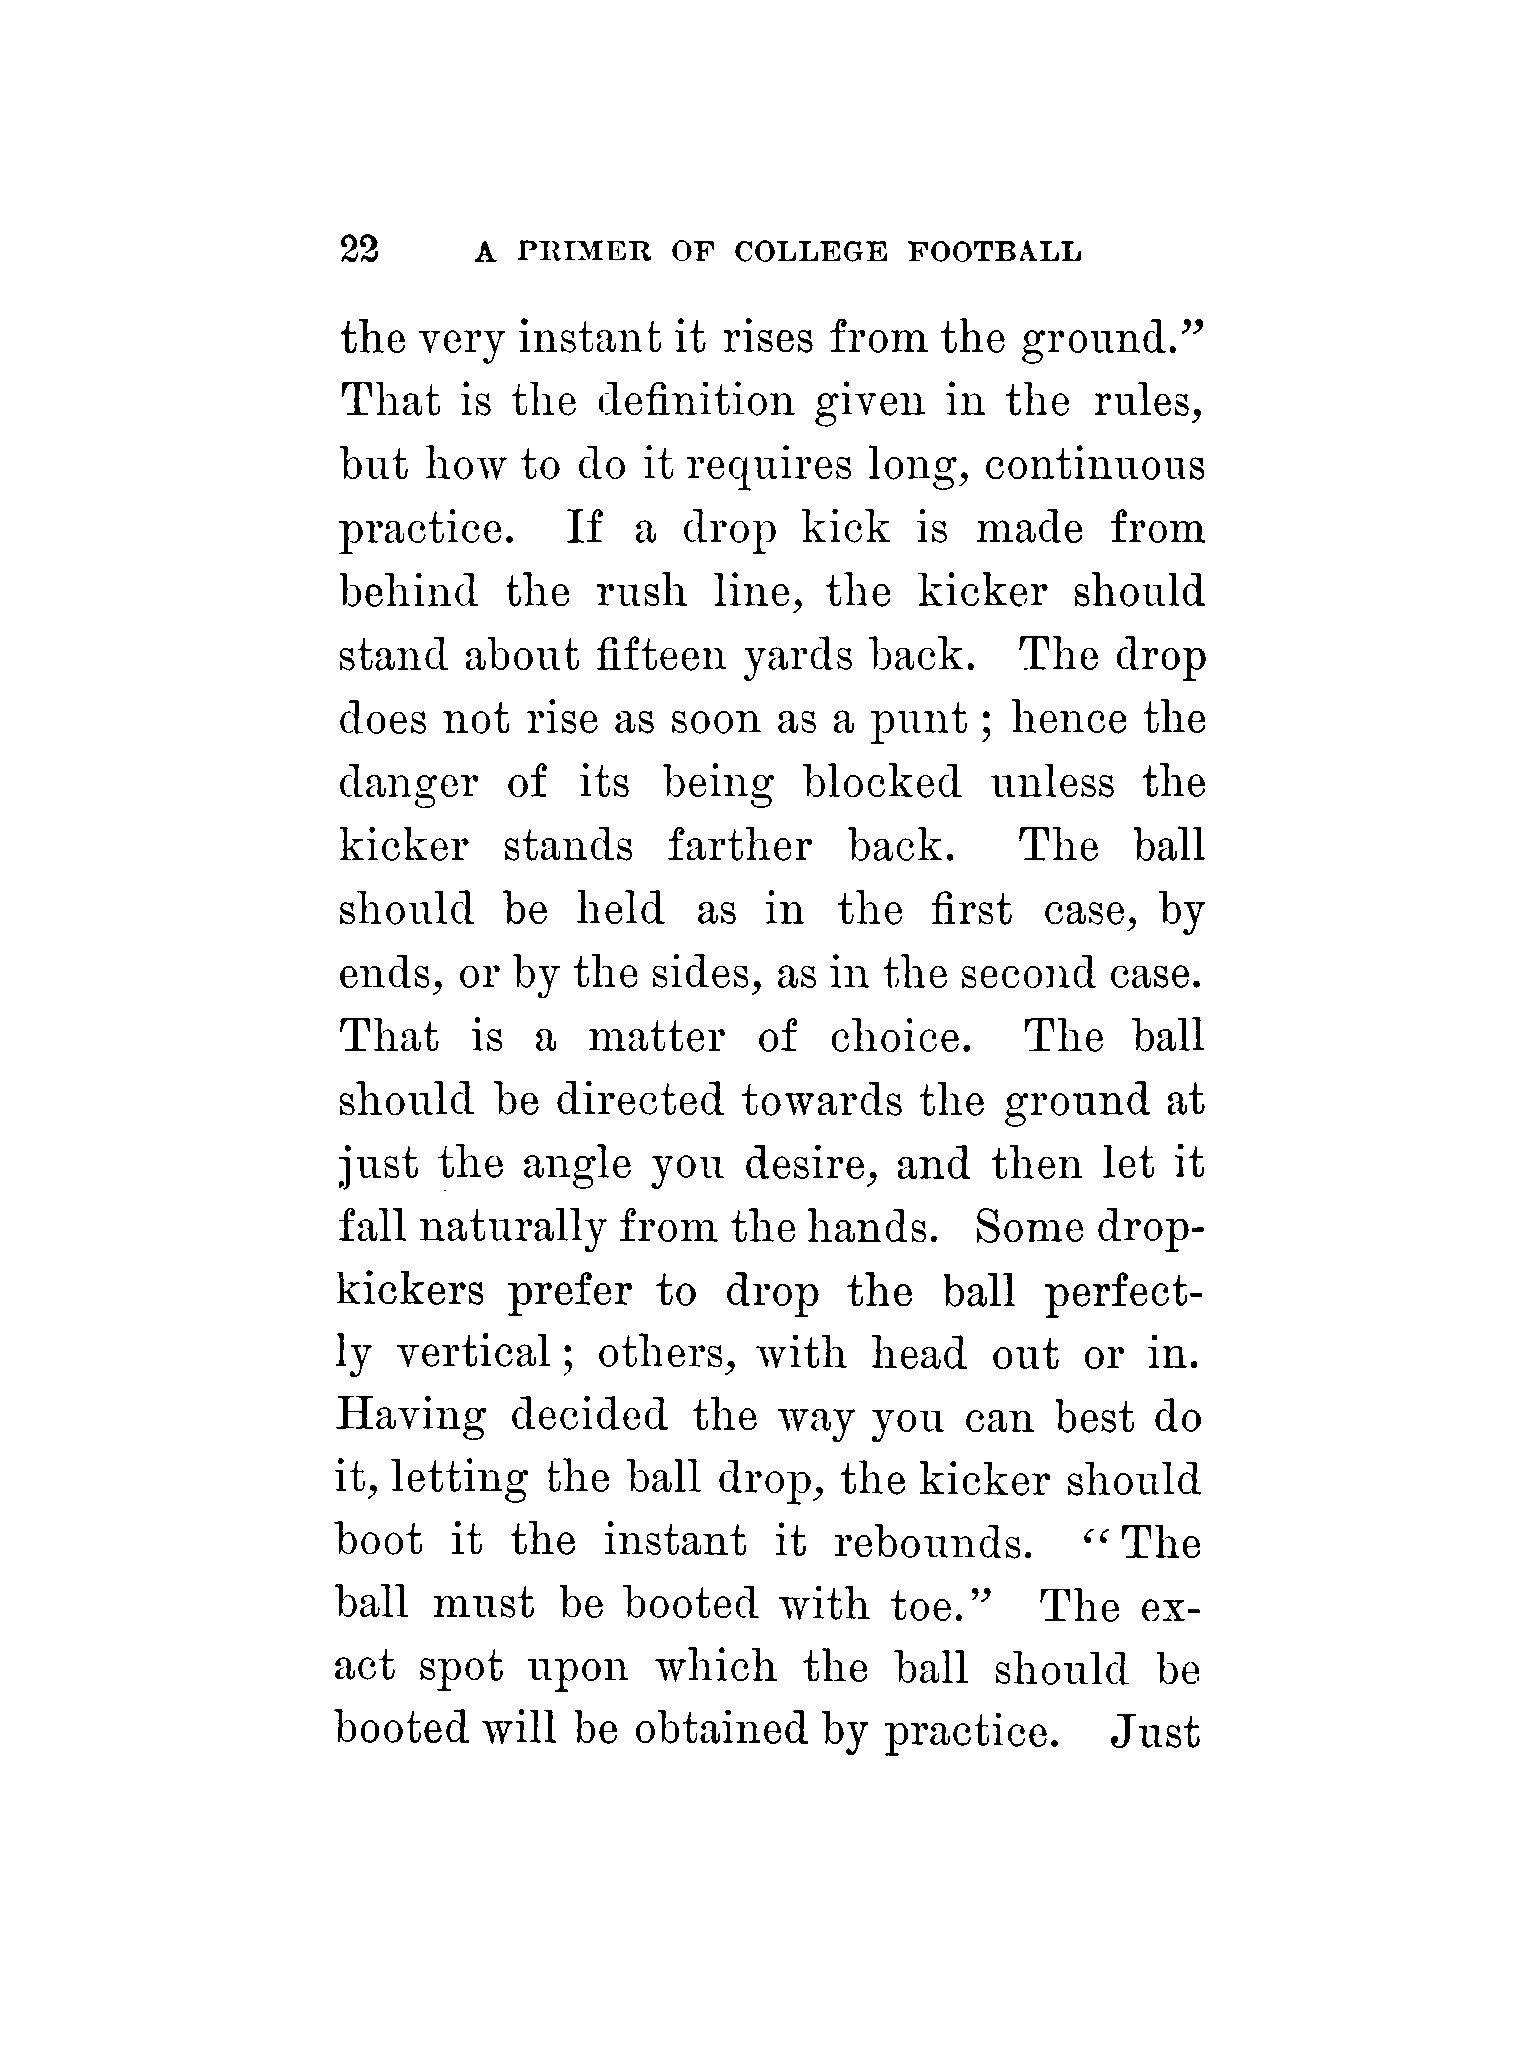 22 A PRIMER OF COLLEGE FOOTBALL
the very instant it rises from the ground.”
That is the definition given in the rules,
but how to do it requires long, continuous
practice. If a drop kick is made from
behind the rush line, the kicker should
stand about fifteen yards back. The drop
does not rise as soon as a punt ; hence the
danger of its being blocked unless the
kicker stands farther back. The ball
should be held as in the first case, by
ends, or by the sides, as in the second case.
That is a matter of choice. The ball
should be directed towards the ground at
just the angle you desire, and then let it
fall naturally from the hands. Some drop-
kickers prefer to drop the ball perfect-
ly vertical ; others, with head out or in.
Having decided the way you can best do
it, letting the ball drop, the kicker should
boot it the instant it rebounds. “ The
ball must be booted with toe.” The ex-
act spot upon which the ball should be
booted will be obtained by practice. Just